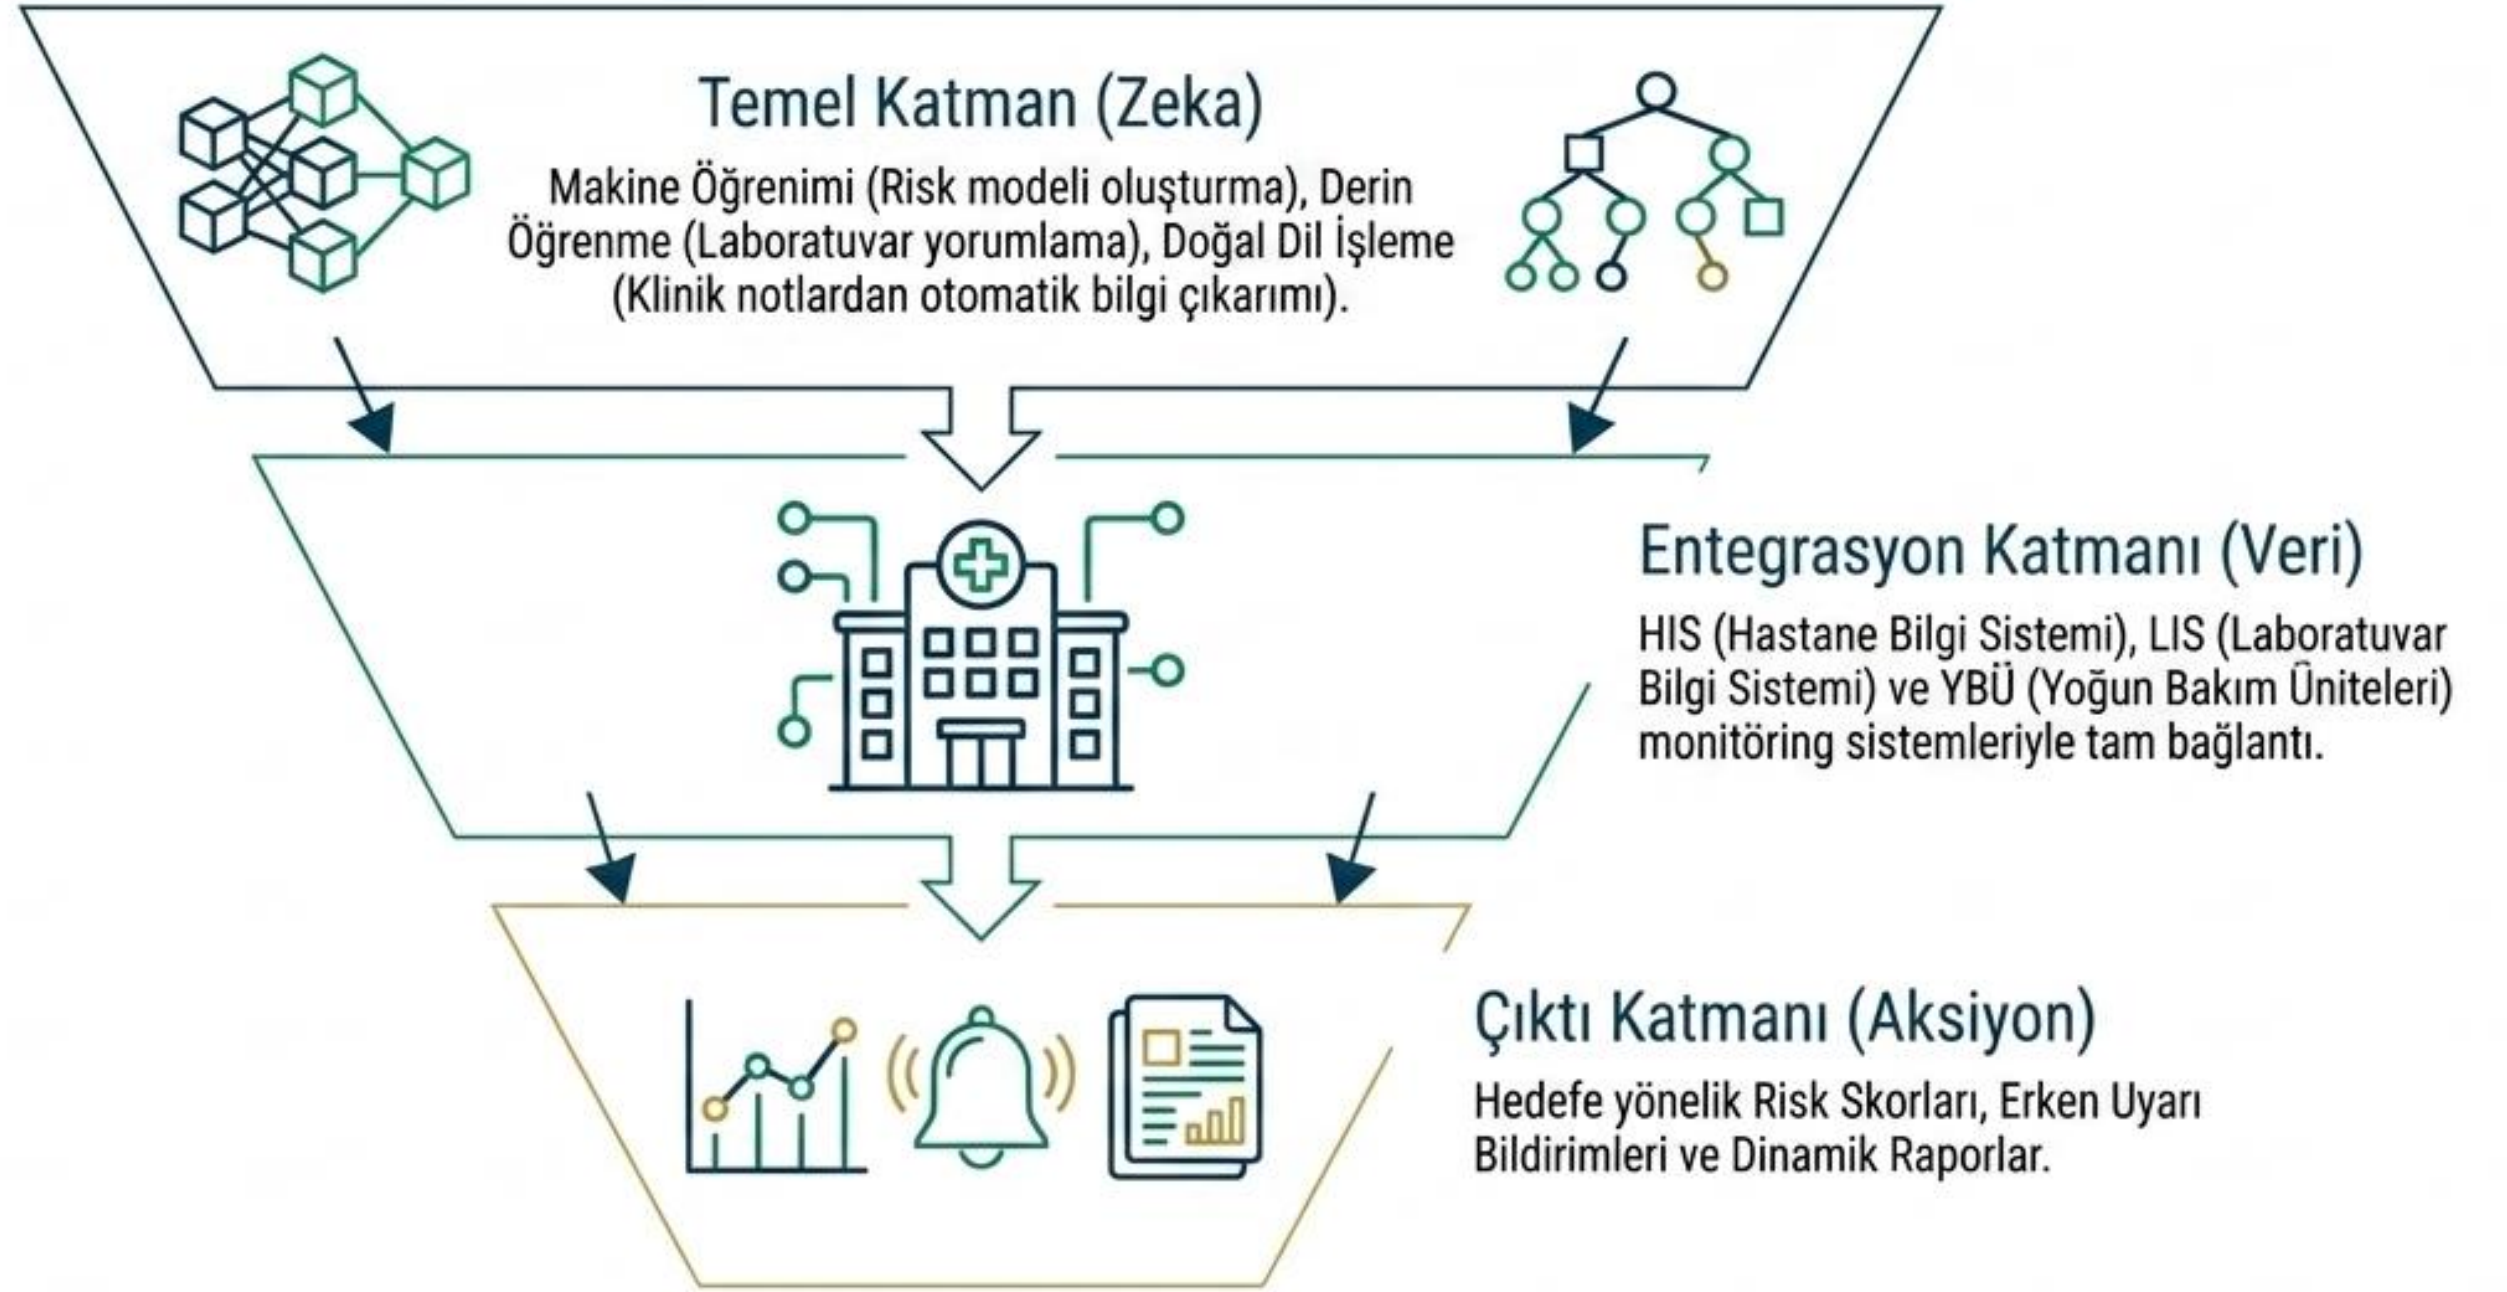 Temel Katman (Zeka)
Makine Öğrenimi (Risk modeli oluşturma), Derin
Öğrenme (Laboratuvar yorumlama), Doğal Dil İşleme
(Klinik notlardan otomatik bilgi çıkarımı).
Entegrasyon Katmanı (Veri)
HIS (Hastane Bilgi Sistemi), LIS (Laboratuvar
Bilgi Sistemi) ve YBÜ (Yoğun Bakım Üniteleri)
monitöring sistemleriyle tam bağlantı.
Çıktı Katmanı (Aksiyon)
Hedefe yönelik Risk Skorları, Erken Uyarı
Bildirimleri ve Dinamik Raporlar.